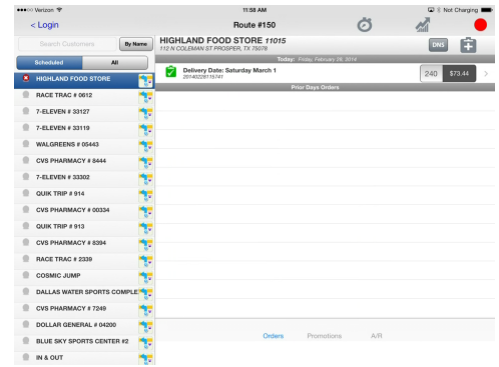 Verizon 11:58 AM Not Charging
< Login Route #150
Search Customers By Name
HIGHLAND FOOD STORE 11015
112 N COLEMAN ST PROSPER, TX 75078
DNS
Scheduled All
Today: Friday, February 28, 2014
Delivery Date: Saturday March 1
20140228115741
240 $73.44
Prior Days Orders
HIGHLAND FOOD STORE
RACE TRAC # 0612
7-ELEVEN # 33127
7-ELEVEN # 33119
WALGREENS # 05443
CVS PHARMACY # 8444
7-ELEVEN # 33302
QUIK TRIP # 914
CVS PHARMACY # 00334
QUIK TRIP # 913
CVS PHARMACY # 8394
RACE TRAC # 2339
COSMIC JUMP
DALLAS WATER SPORTS COMPLE
CVS PHARMACY # 7249
DOLLAR GENERAL # 04200
BLUE SKY SPORTS CENTER #2
IN & OUT
Orders Promotions A/R